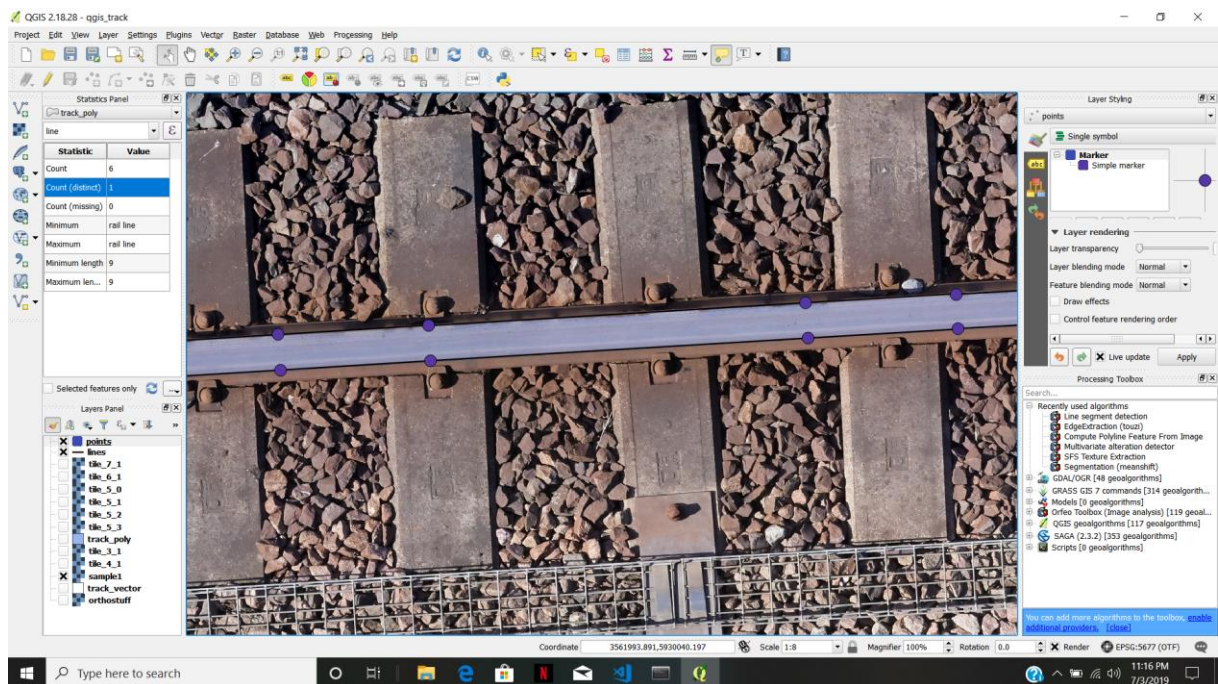 QGIS 2.18.28 - qgis_track
Project Edit View Layer Settings Plugins Vector Raster Database Web Processing Help
Statistics Panel
track_poly
line
Statistic Value
Count 6
Count (distinct) 1
Count (missing) 0
Minimum rail line
Maximum rail line
Minimum length 9
Maximum len... 9
Selected features only
Layers Panel
points
lines
tile_7_1
tile_6_1
tile_5_0
tile_5_1
tile_5_2
tile_5_3
track_poly
tile_3_1
tile_4_1
sample1
track_vector
orthostuff
Layer Styling
points
Single symbol
Marker
Simple marker
Layer rendering
Layer transparency
Layer blending mode Normal
Feature blending mode Normal
Draw effects
Control feature rendering order
Live update Apply
Processing Toolbox
Search...
Recently used algorithms
Line segment detection
EdgeExtraction (touzi)
Compute Polyline Feature From Image
Multivariate alteration detector
SFS Texture Extraction
Segmentation (meanshift)
GDAL/OGR [48 geoalgorithms]
GRASS GIS 7 commands [314 geoalgorith...
Models [0 geoalgorithms]
Orfeo Toolbox (Image analysis) [119 geoal...
QGIS geoalgorithms [117 geoalgorithms]
SAGA (2.3.2) [353 geoalgorithms]
Scripts [0 geoalgorithms]
You can add more algorithms to the toolbox, enable
additional providers. [close]
Coordinate 3561993.891,5930040.197 Scale 1:8 Magnifier 100% Rotation 0.0 Render EPSG:5677 (OTF)
Type here to search
11:16 PM
7/3/2019